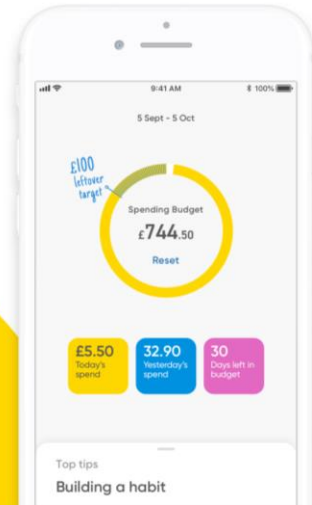 9:41 AM
100%
5 Sept - 5 Oct
£100
leftover
target
Spending Budget
£744.50
Reset
£5.50
Today's
spend
32.90
Yesterday's
spend
30
Days left in
budget
Top tips
Building a habit